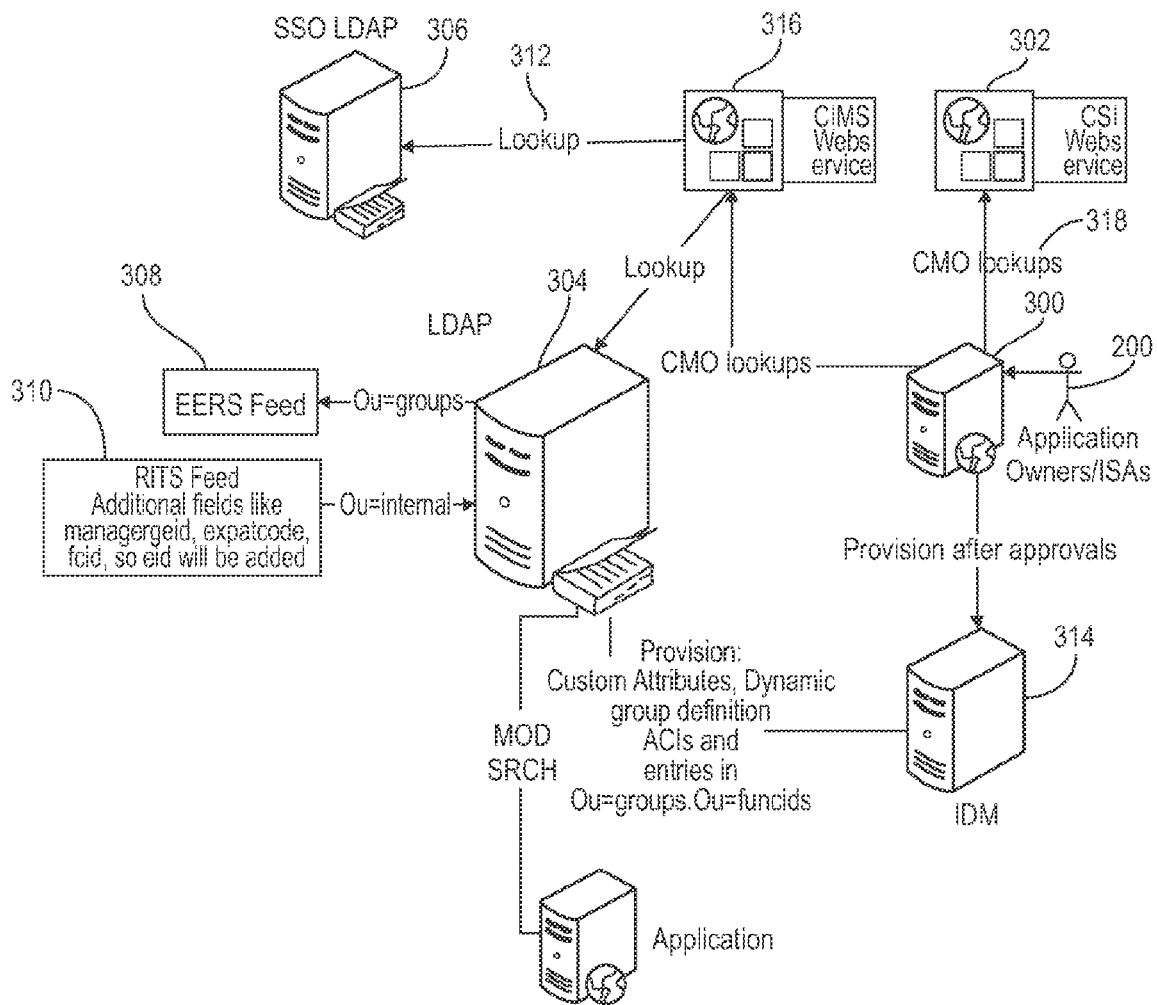 SSO LDAP
306
312
316
302
Lookup
CIMS
Webs
ervice
CSI
Webs
ervice
318
CMO lookups
Lookup
308
304
LDAP
300
200
CMO lookups
310
EERS Feed
Ou=groups
Application
Owners/ISAs
RITS Feed
Additional fields like
managergeid, expatcode,
fcid, so eid will be added
Ou=internal
Provision after approvals
314
Provision:
Custom Attributes, Dynamic
group definition
ACIs and
entries in
Ou=groups.Ou=funcids
MOD
SRCH
IDM
Application